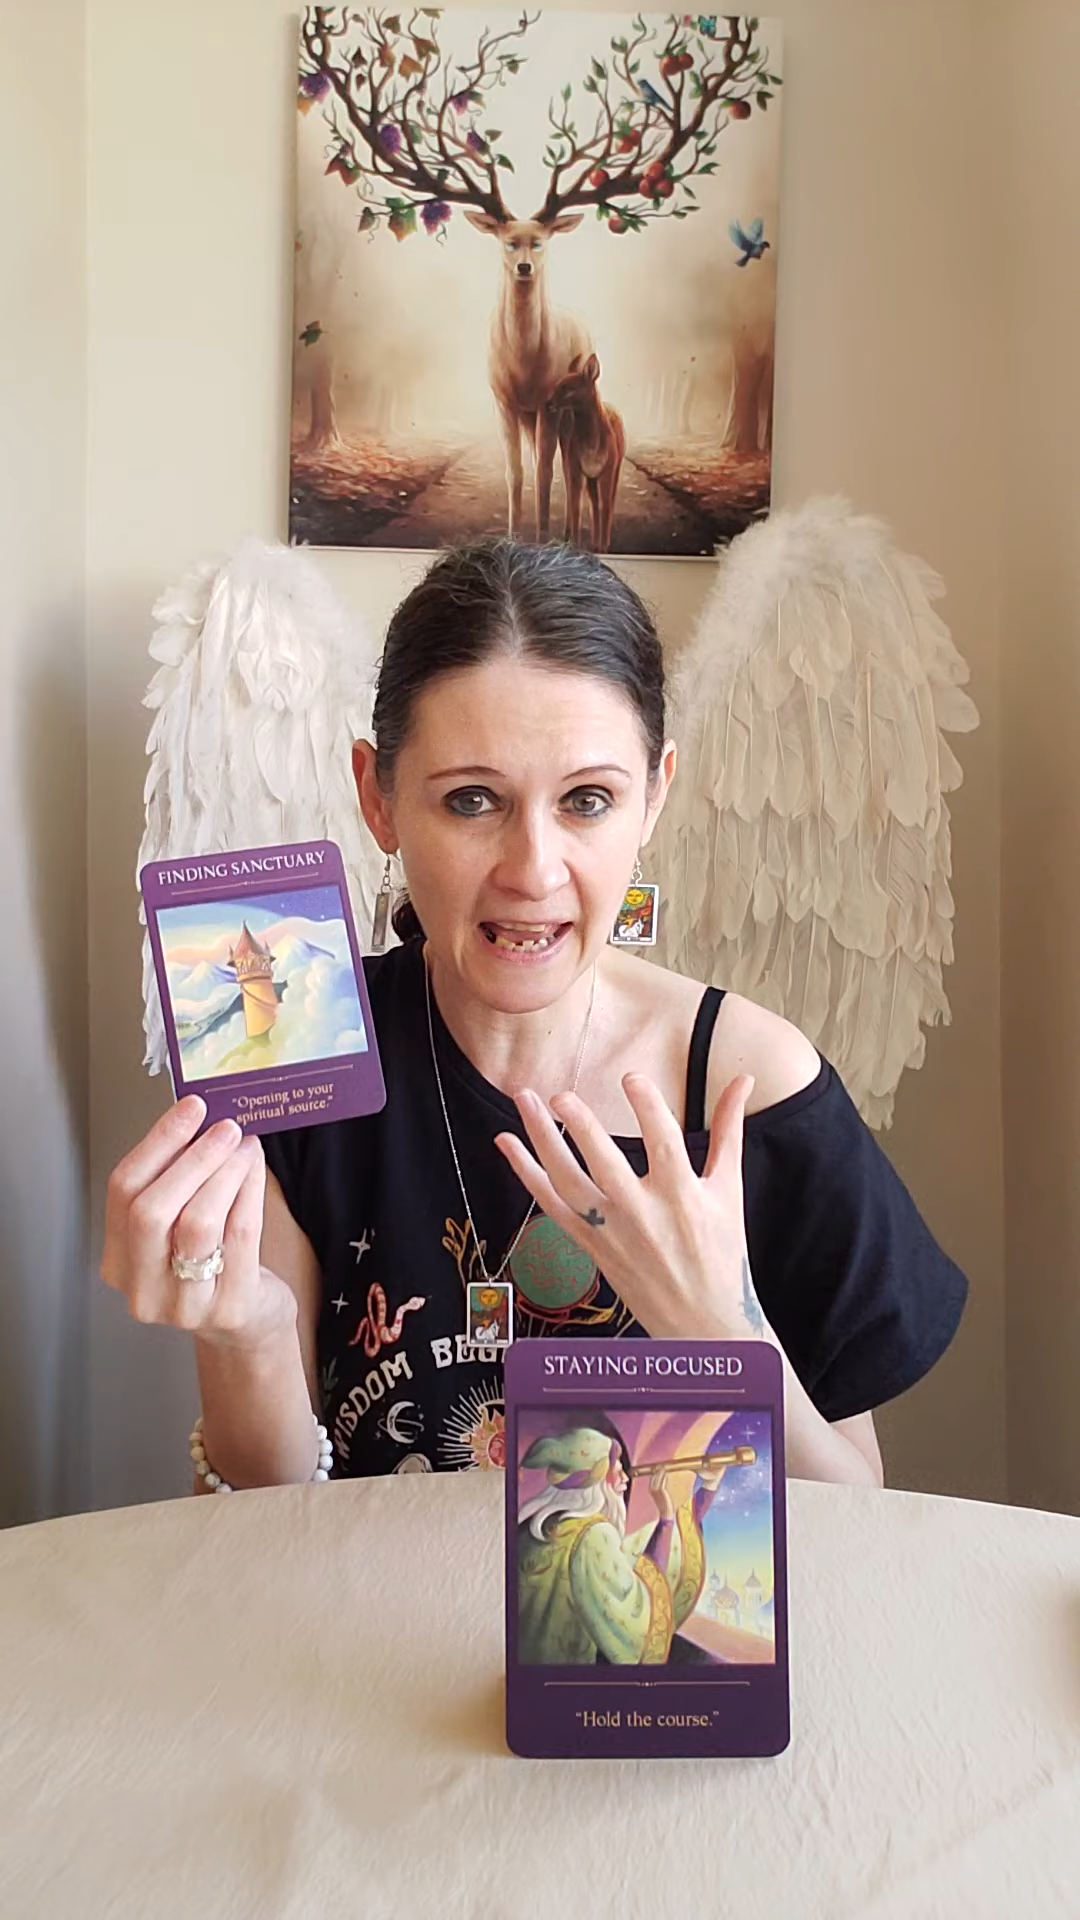 FINDING SANCTUARY
"Opening to your
spiritual source."
WISDOM BEG
STAYING FOCUSED
"Hold the course."